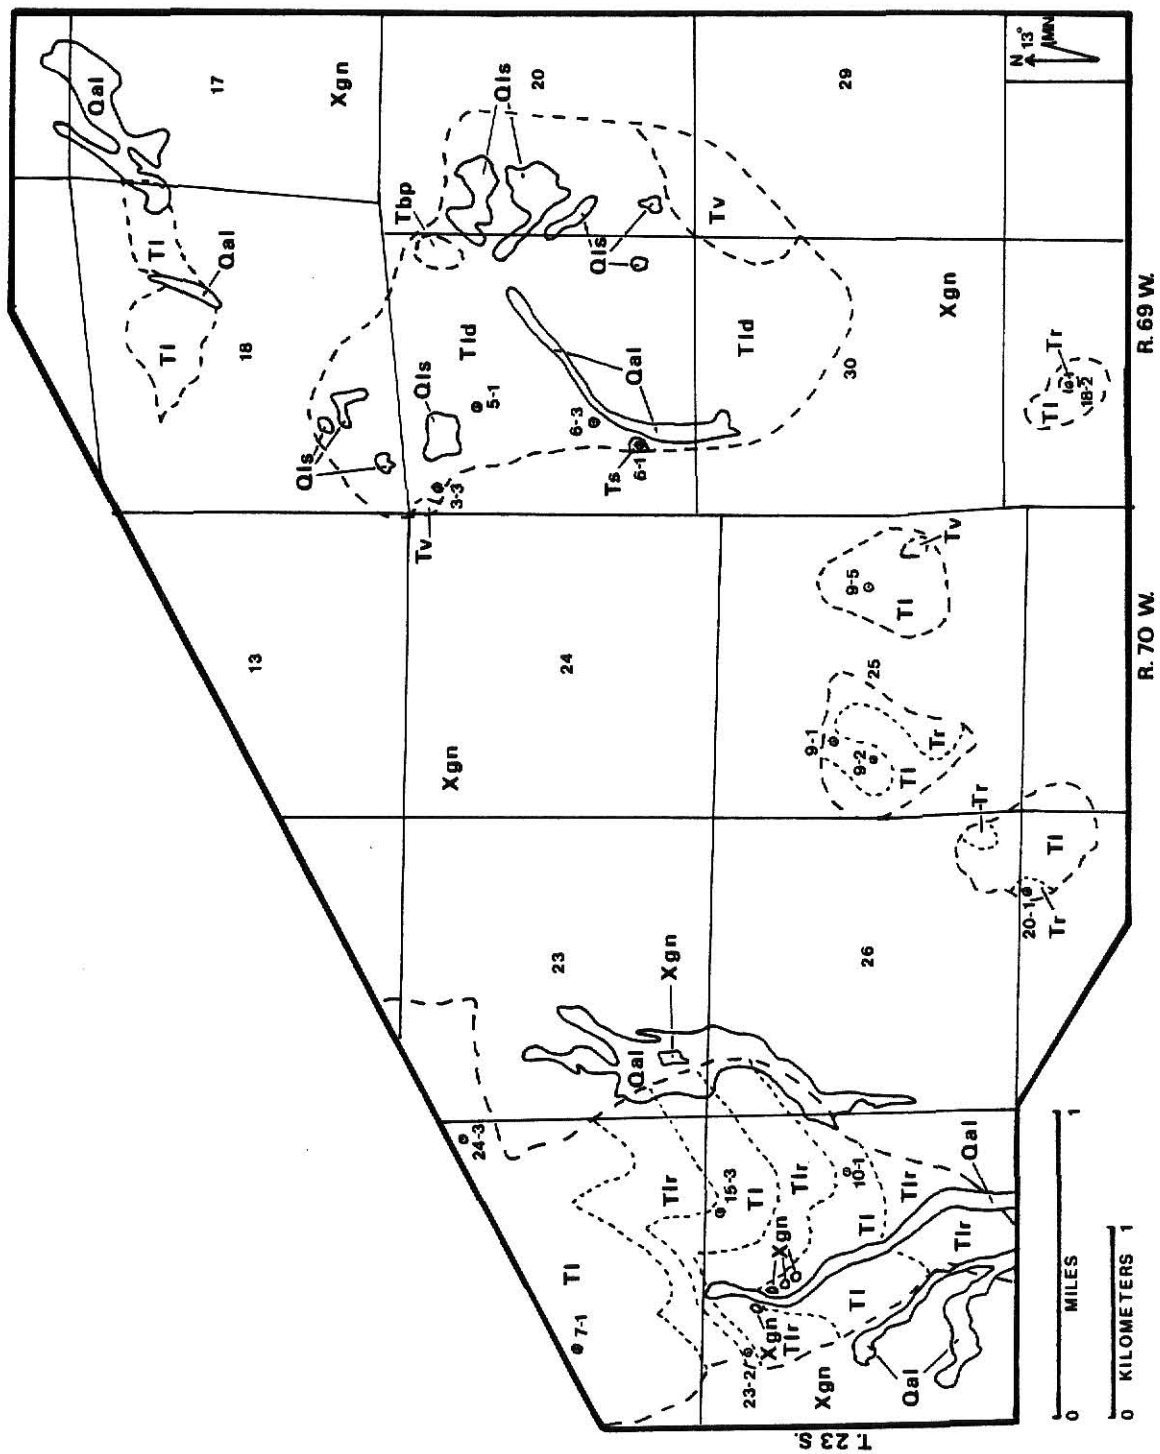 Qal
17
Xgn
Qls
20
29
N
13°
MN
Tbp
Tl
Qal
Tv
Qls
Tl
18
Tld
Tld
Xgn
Qal
Qls
Qls
5-1
6-3
30
Tr
Tl
18-2
R. 69 W.
Ts
6-1
3-3
Tv
Tv
9-5
Tl
13
24
25
R. 70 W.
Xgn
9-1
9-2
Tr
Tl
Tr
Tl
20-1
Tr
23
Xgn
26
Qal
24-3
Tlr
15-3
Tl
Tlr
10-1
Tlr
Qal
Tl
Xgn
Tlr
Tl
Tl
7-1
Xgn
Tlr
23-2
Xgn
Qal
0 MILES 1
0 KILOMETERS 1
T. 23 S.